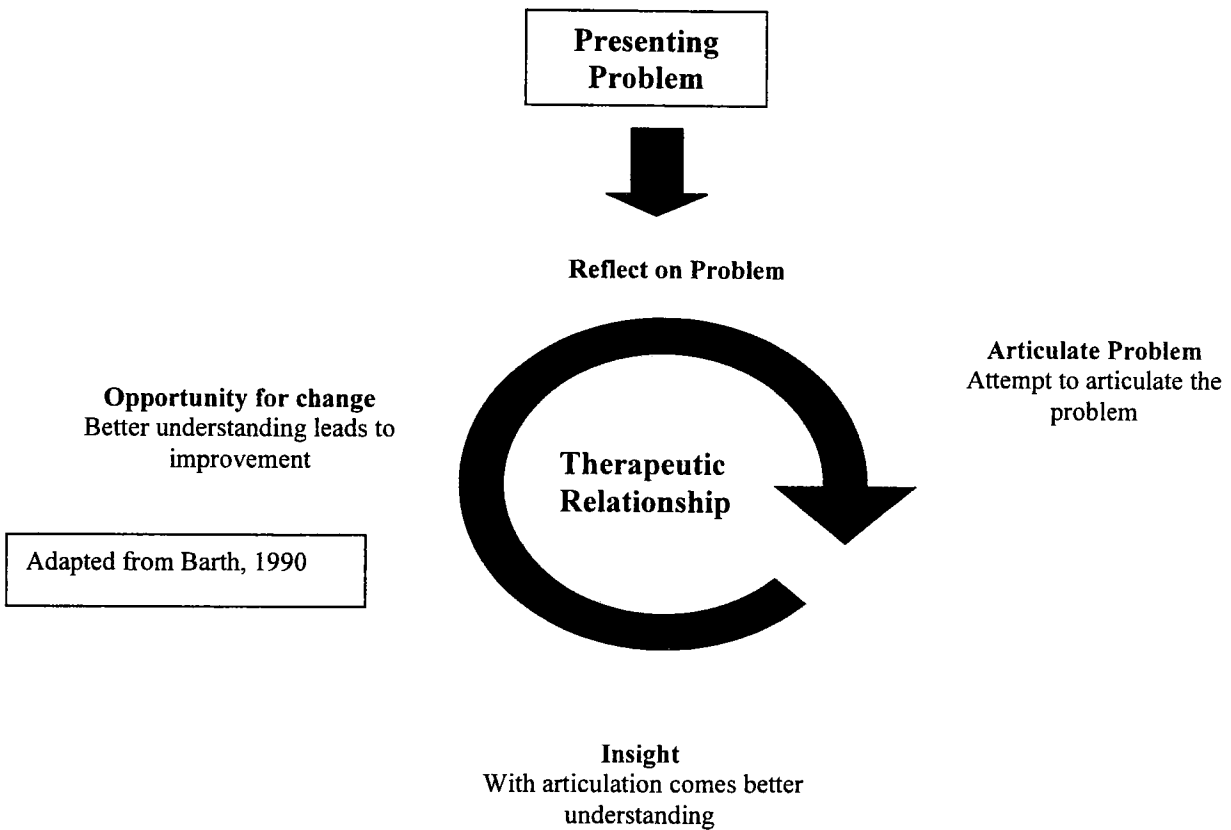 Presenting
Problem
Reflect on Problem
Articulate Problem
Attempt to articulate the
problem
Opportunity for change
Better understanding leads to
improvement
Therapeutic
Relationship
Adapted from Barth, 1990
Insight
With articulation comes better
understanding